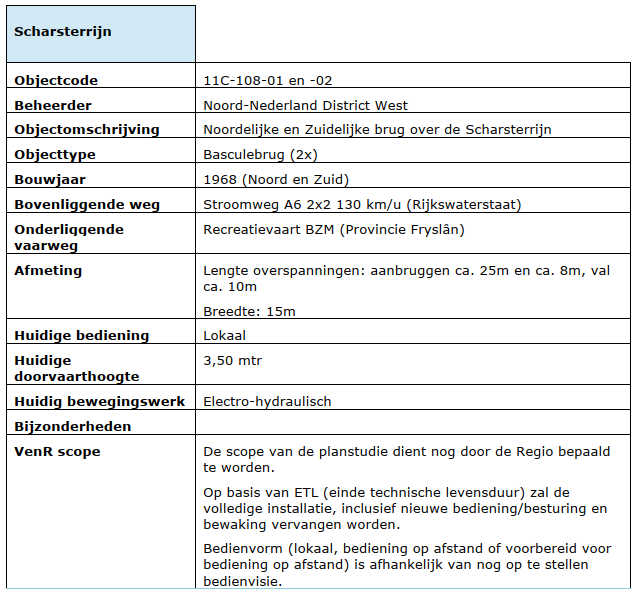 Scharsterrijn
Objectcode 11C-108-01 en -02
Beheerder Noord-Nederland District West
Objectomschrijving Noordelijke en Zuidelijke brug over de Scharsterrijn
Objecttype Basculebrug (2x)
Bouwjaar 1968 (Noord en Zuid)
Bovenliggende weg Stroomweg A6 2x2 130 km/u (Rijkswaterstaat)
Onderliggende Recreatievaart BZM (Provincie Fryslân)
vaarweg
Afmeting Lengte overspanningen: aanbruggen ca. 25m en ca. 8m, val
ca. 10m
Breedte: 15m
Huidige bediening Lokaal
Huidige 3,50 mtr
doorvaarthoogte
Huidig bewegingswerk Electro-hydraulisch
Bijzonderheden
VenR scope De scope van de planstudie dient nog door de Regio bepaald
te worden.
Op basis van ETL (einde technische levensduur) zal de
volledige installatie, inclusief nieuwe bediening/besturing en
bewaking vervangen worden.
Bedienvorm (lokaal, bediening op afstand of voorbereid voor
bediening op afstand) is afhankelijk van nog op te stellen
bedienvisie.